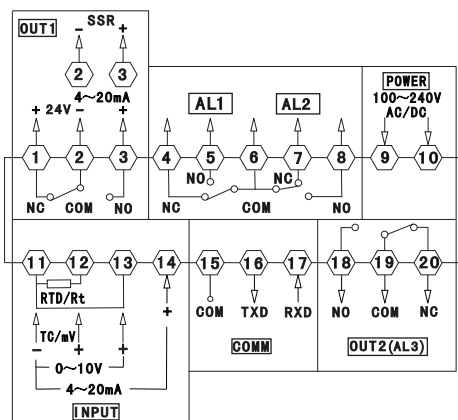 OUT1
SSR
- +
2 3
4～20mA
+ 24V - +
AL1 AL2
POWER
100～240V
AC/DC
1 2 3 4 5 6 7 8 9 10
NO NC
NC COM NO NC COM NO
11 12 13 14 15 16 17 18 19 20
RTD/Rt
+
COM TXD RXD NO COM NC
TC/mV
- + +
0～10V
4～20mA
COMM
OUT2(AL3)
INPUT